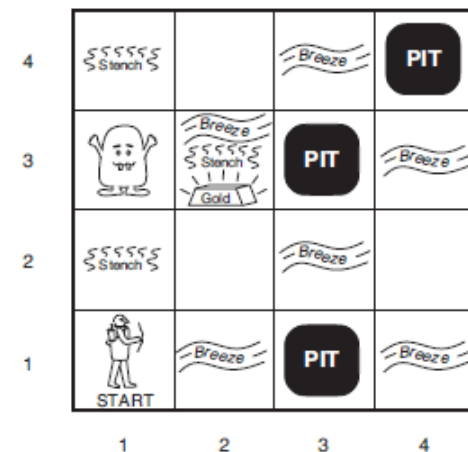 4
Stench
Breeze
PIT
3
Breeze
Stench
Gold
PIT
Breeze
2
Stench
Breeze
1
START
Breeze
PIT
Breeze
1 2 3 4